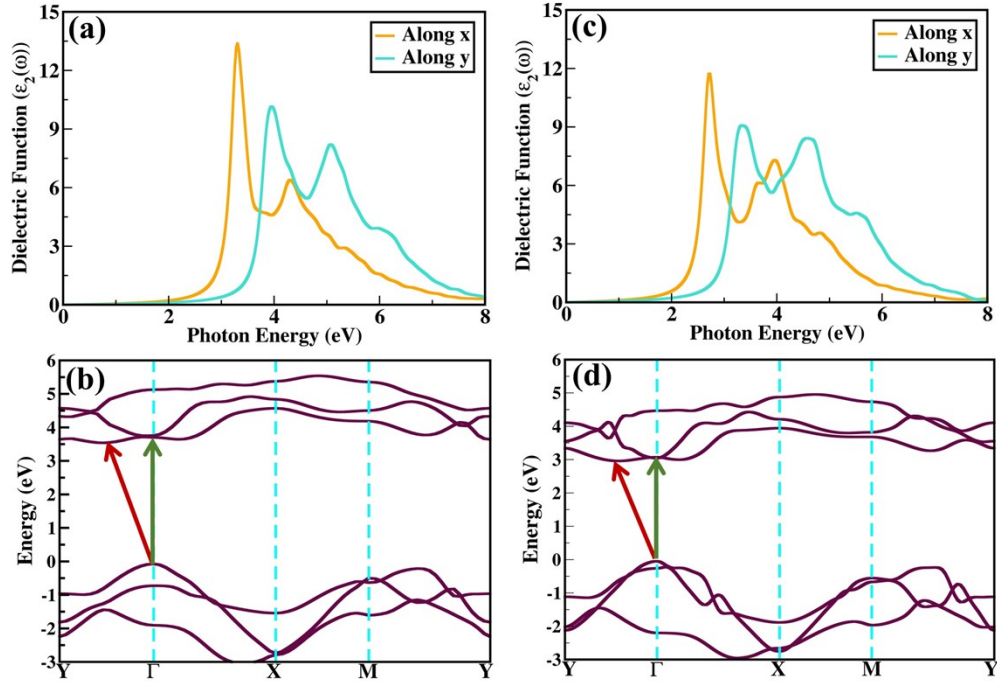 (a)
Along x
Along y
Dielectric Function (ε₂(ω))
15
12
9
6
3
0
0 2 4 6 8
Photon Energy (eV)
(c)
Along x
Along y
Dielectric Function (ε₂(ω))
15
12
9
6
3
0
0 2 4 6 8
Photon Energy (eV)
(b)
Energy (eV)
6
5
4
3
2
1
0
-1
-2
-3
Y Γ X M Y
(d)
Energy (eV)
6
5
4
3
2
1
0
-1
-2
-3
Y Γ X M Y